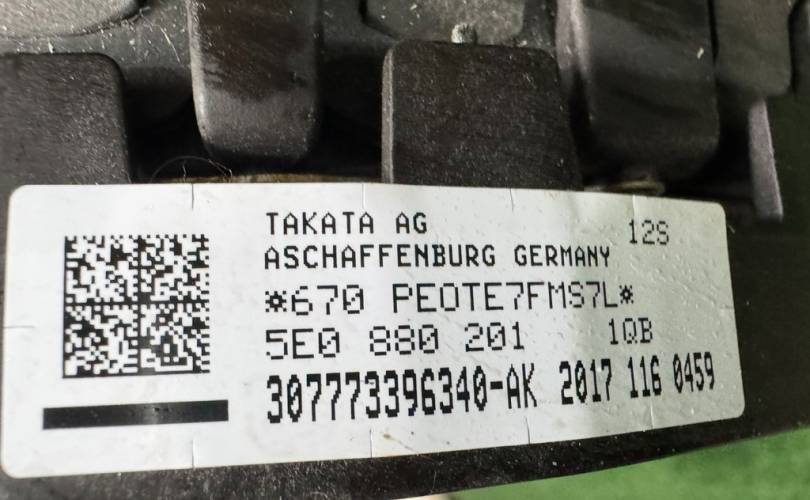 TAKATA AG 12S
ASCHAFFENBURG GERMANY
*670 PEOTE7FMS7L*
5E0 880 201 1QB
307773396340-AK 2017 116 0459